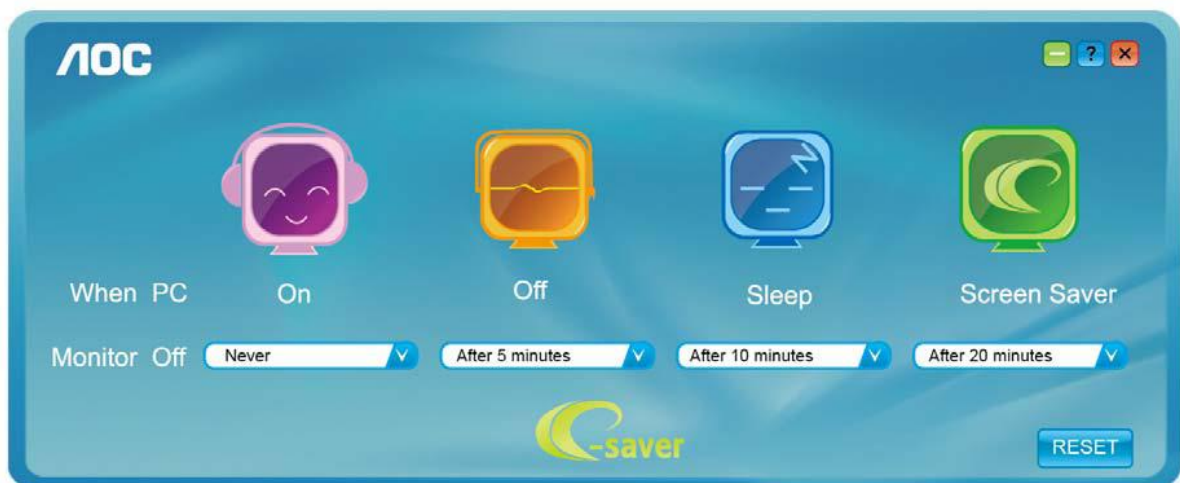 AOC
?
When PC On Off Sleep Screen Saver
Monitor Off Never After 5 minutes After 10 minutes After 20 minutes
e-saver
RESET